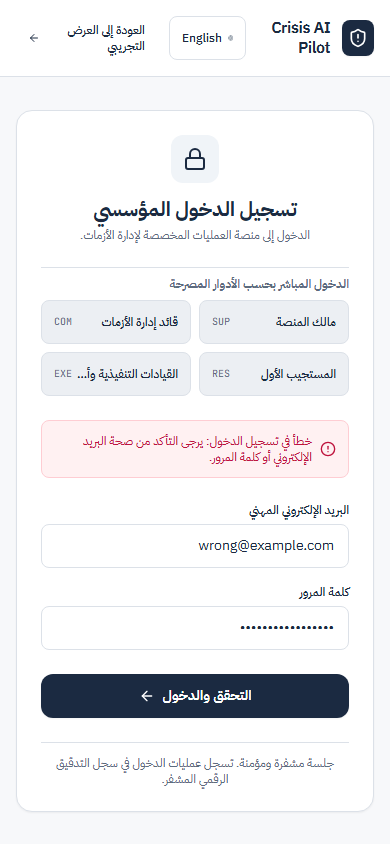 Crisis AI
Pilot
English
العودة إلى العرض
التجريبي
تسجيل الدخول المؤسسي
الدخول إلى منصة العمليات المخصصة لإدارة الأزمات.
الدخول المباشر بحسب الأدوار المصرحة
مالك المنصة SUP
قائد إدارة الأزمات COM
المستجيب الأول RES
القيادات التنفيذية وأ... EXE
خطأ في تسجيل الدخول: يرجى التأكد من صحة البريد
الإلكتروني أو كلمة المرور.
البريد الإلكتروني المهني
wrong@example.com
كلمة المرور
•••••••••••••••••
التحقق والدخول
جلسة مشفرة ومؤمنة. تسجل عمليات الدخول في سجل التدقيق
الرقمي المشفر.